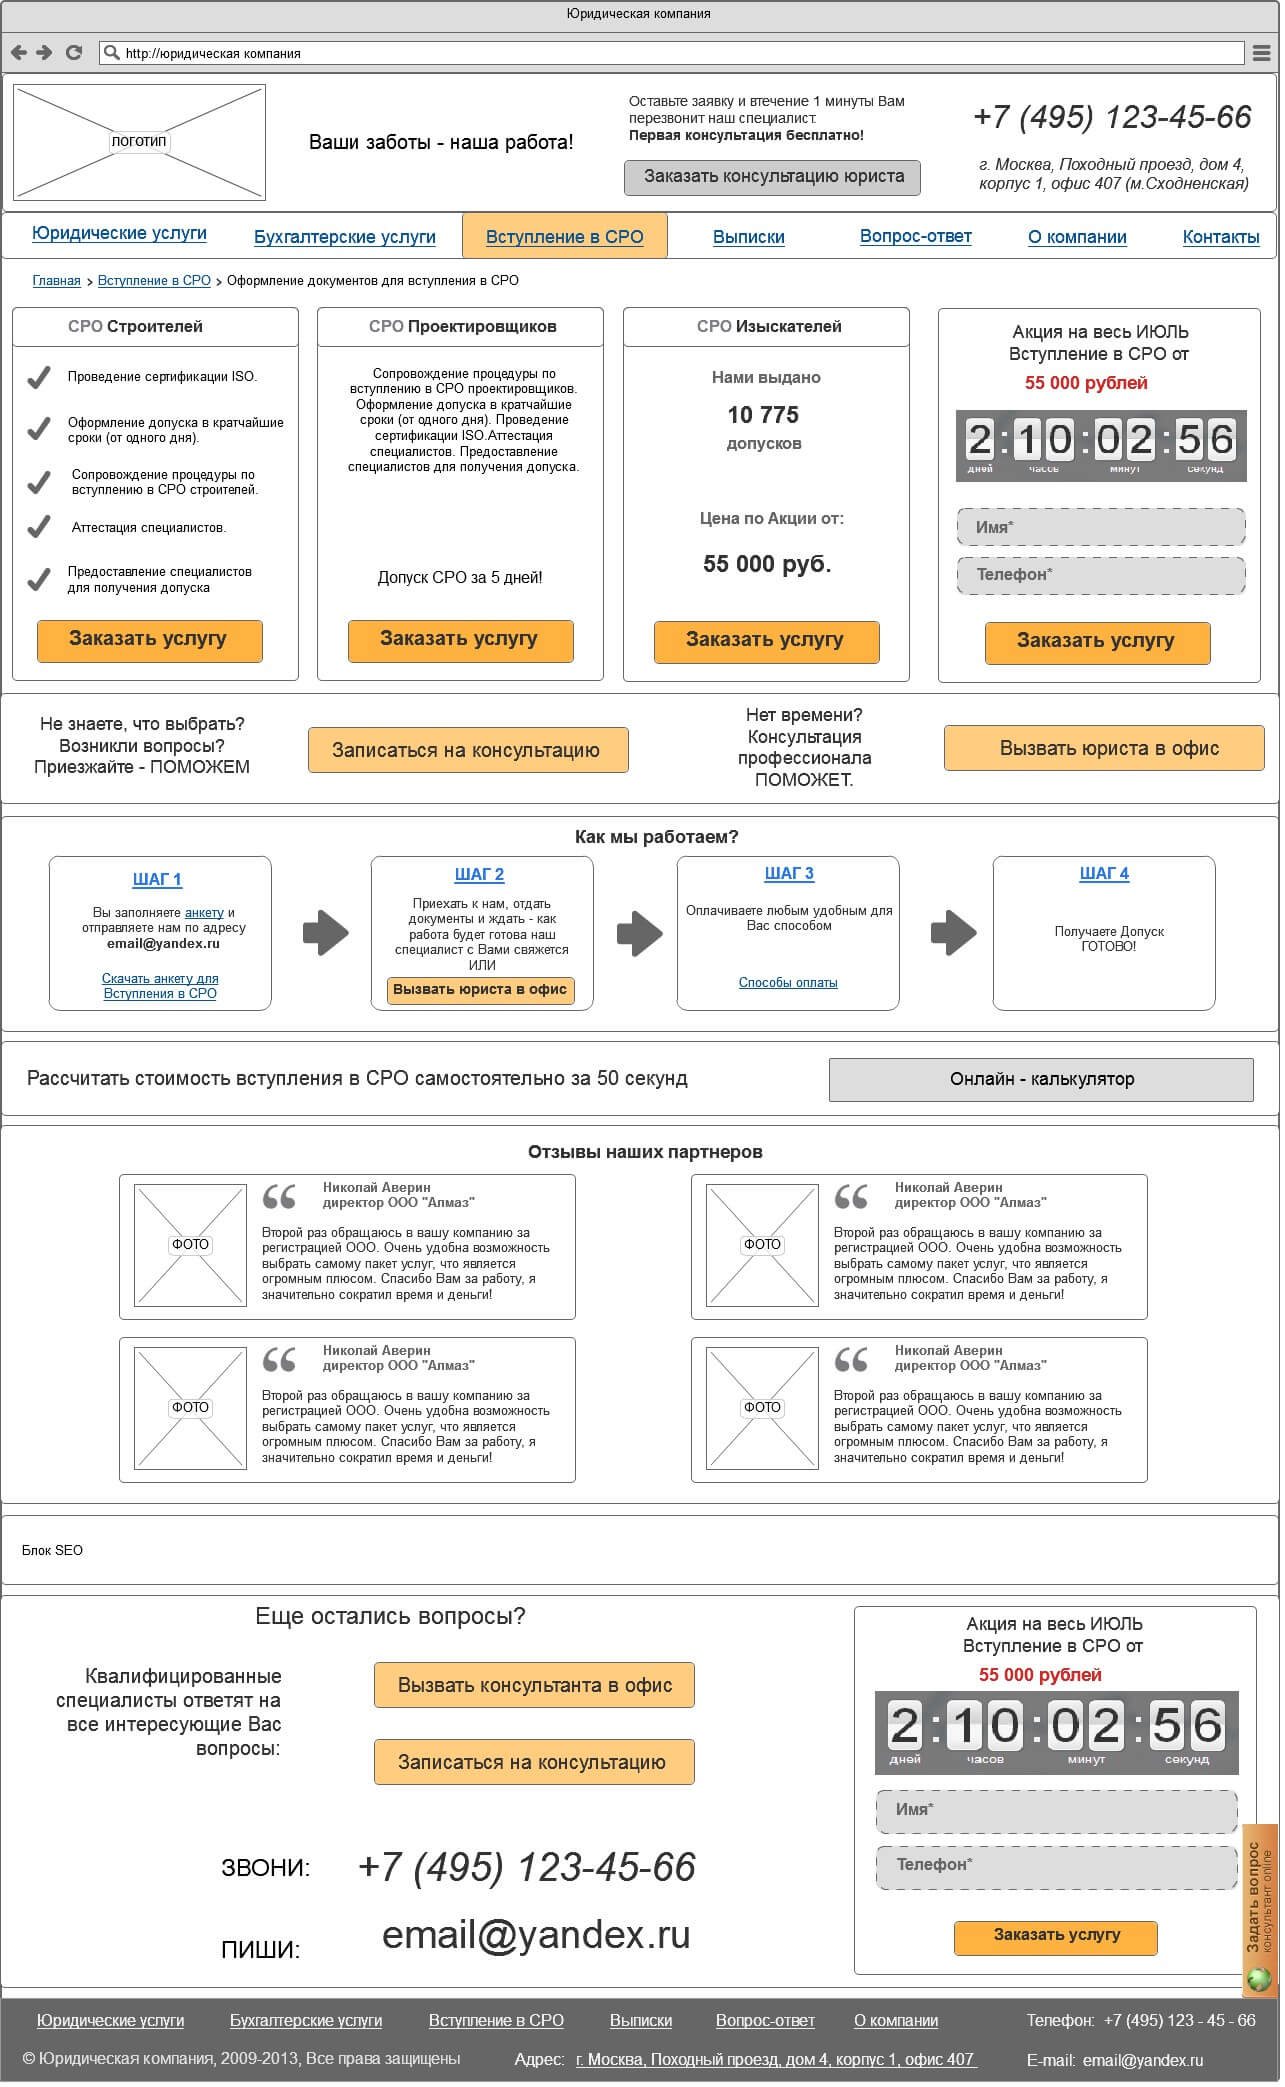 Юридическая компания
http://юридическая компания
ЛОГОТИП
Ваши заботы - наша работа!
Оставьте заявку и втечение 1 минуты Вам
перезвонит наш специалист.
Первая консультация бесплатно!
Заказать консультацию юриста
+7 (495) 123-45-66
г. Москва, Походный проезд, дом 4,
корпус 1, офис 407 (м.Сходненская)
Юридические услуги
Бухгалтерские услуги
Вступление в СРО
Выписки
Вопрос-ответ
О компании
Контакты
Главная > Вступление в СРО > Оформление документов для вступления в СРО
СРО Строителей
Проведение сертификации ISO.
Оформление допуска в кратчайшие
сроки (от одного дня).
Сопровождение процедуры по
вступлению в СРО строителей.
Аттестация специалистов.
Предоставление специалистов
для получения допуска
Заказать услугу
СРО Проектировщиков
Сопровождение процедуры по
вступлению в СРО проектировщиков.
Оформление допуска в кратчайшие
сроки (от одного дня). Проведение
сертификации ISO.Аттестация
специалистов. Предоставление
специалистов для получения допуска.
Допуск СРО за 5 дней!
Заказать услугу
СРО Изыскателей
Нами выдано
10 775
допусков
Цена по Акции от:
55 000 руб.
Заказать услугу
Акция на весь ИЮЛЬ
Вступление в СРО от
55 000 рублей
2:10:02:56
дней часов минут секунд
Имя*
Телефон*
Заказать услугу
Не знаете, что выбрать?
Возникли вопросы?
Приезжайте - ПОМОЖЕМ
Записаться на консультацию
Нет времени?
Консультация
профессионала
ПОМОЖЕТ.
Вызвать юриста в офис
Как мы работаем?
ШАГ 1
Вы заполняете анкету и
отправляете нам по адресу
email@yandex.ru
Скачать анкету для
Вступления в СРО
ШАГ 2
Приехать к нам, отдать
документы и ждать - как
работа будет готова наш
специалист с Вами свяжется
ИЛИ
Вызвать юриста в офис
ШАГ 3
Оплачиваете любым удобным для
Вас способом
Способы оплаты
ШАГ 4
Получаете Допуск
ГОТОВО!
Рассчитать стоимость вступления в СРО самостоятельно за 50 секунд
Онлайн - калькулятор
Отзывы наших партнеров
ФОТО
Николай Аверин
директор ООО "Алмаз"
Второй раз обращаюсь в вашу компанию за
регистрацией ООО. Очень удобна возможность
выбрать самому пакет услуг, что является
огромным плюсом. Спасибо Вам за работу, я
значительно сократил время и деньги!
ФОТО
Николай Аверин
директор ООО "Алмаз"
Второй раз обращаюсь в вашу компанию за
регистрацией ООО. Очень удобна возможность
выбрать самому пакет услуг, что является
огромным плюсом. Спасибо Вам за работу, я
значительно сократил время и деньги!
ФОТО
Николай Аверин
директор ООО "Алмаз"
Второй раз обращаюсь в вашу компанию за
регистрацией ООО. Очень удобна возможность
выбрать самому пакет услуг, что является
огромным плюсом. Спасибо Вам за работу, я
значительно сократил время и деньги!
ФОТО
Николай Аверин
директор ООО "Алмаз"
Второй раз обращаюсь в вашу компанию за
регистрацией ООО. Очень удобна возможность
выбрать самому пакет услуг, что является
огромным плюсом. Спасибо Вам за работу, я
значительно сократил время и деньги!
Блок SEO
Еще остались вопросы?
Квалифицированные
специалисты ответят на
все интересующие Вас
вопросы:
Вызвать консультанта в офис
Записаться на консультацию
ЗВОНИ: +7 (495) 123-45-66
ПИШИ: email@yandex.ru
Акция на весь ИЮЛЬ
Вступление в СРО от
55 000 рублей
2:10:02:56
дней часов минут секунд
Имя*
Телефон*
Заказать услугу
Задать вопрос
консультант online
Юридические услуги
Бухгалтерские услуги
Вступление в СРО
Выписки
Вопрос-ответ
О компании
Телефон: +7 (495) 123 - 45 - 66
© Юридическая компания, 2009-2013, Все права защищены
Адрес: г. Москва, Походный проезд, дом 4, корпус 1, офис 407
E-mail: email@yandex.ru